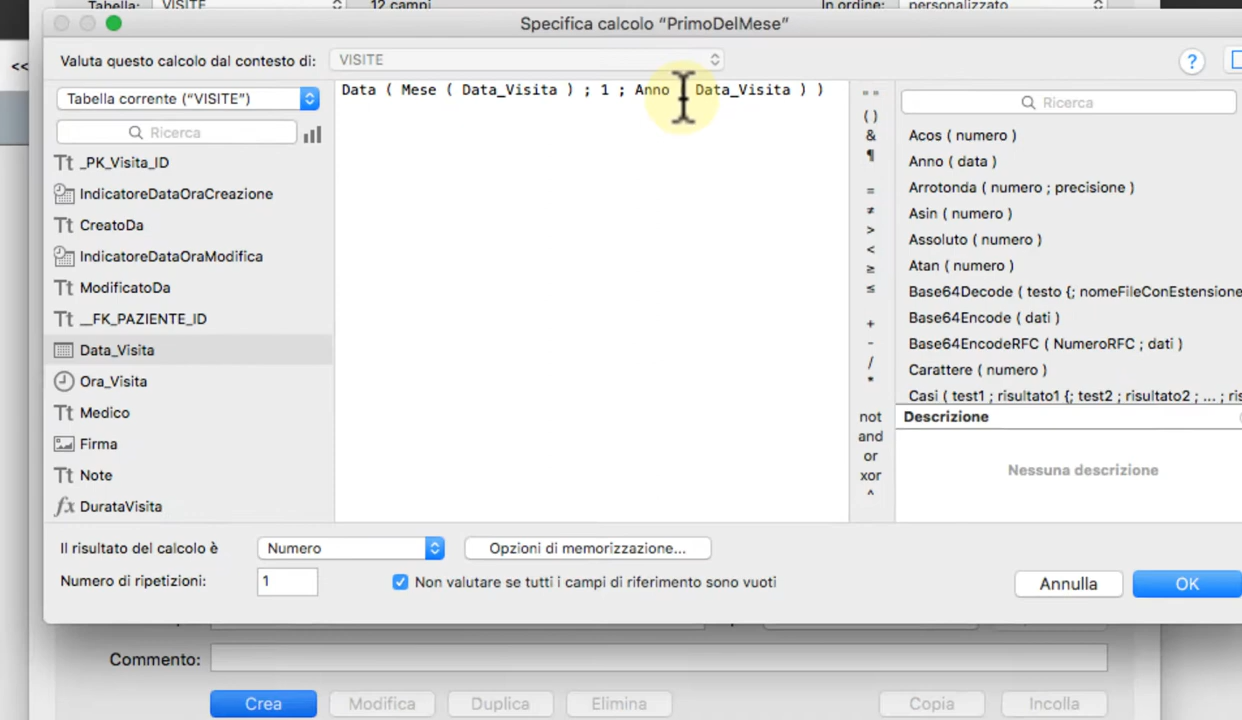 Tabella: VISITE 12 campi In ordine: personalizzato
Specifica calcolo “PrimoDelMese”
<<
Valuta questo calcolo dal contesto di: VISITE ?
Tabella corrente (“VISITE”)
Ricerca
_PK_Visita_ID
IndicatoreDataOraCreazione
CreatoDa
IndicatoreDataOraModifica
ModificatoDa
__FK_PAZIENTE_ID
Data_Visita
Ora_Visita
Medico
Firma
Note
DurataVisita
Data ( Mese ( Data_Visita ) ; 1 ; Anno Data_Visita ) )
" "
( )
&
¶
=
≠
>
<
≥
≤
+
-
/
*
not
and
or
xor
^
Ricerca
Acos ( numero )
Anno ( data )
Arrotonda ( numero ; precisione )
Asin ( numero )
Assoluto ( numero )
Atan ( numero )
Base64Decode ( testo {; nomeFileConEstensione
Base64Encode ( dati )
Base64EncodeRFC ( NumeroRFC ; dati )
Carattere ( numero )
Casi ( test1 ; risultato1 {; test2 ; risultato2 ; ... ; ris
Descrizione
Nessuna descrizione
Il risultato del calcolo è Numero Opzioni di memorizzazione...
Numero di ripetizioni: 1 Non valutare se tutti i campi di riferimento sono vuoti
Annulla OK
Commento:
Crea Modifica Duplica Elimina Copia Incolla